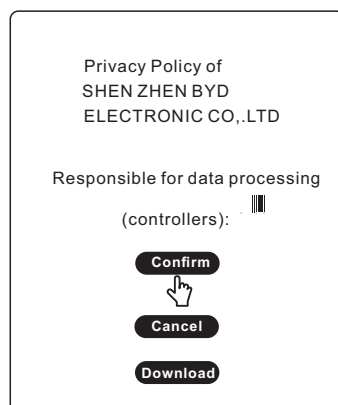 Privacy Policy of
SHEN ZHEN BYD
ELECTRONIC CO,.LTD
Responsible for data processing
(controllers):
Confirm
Cancel
Download